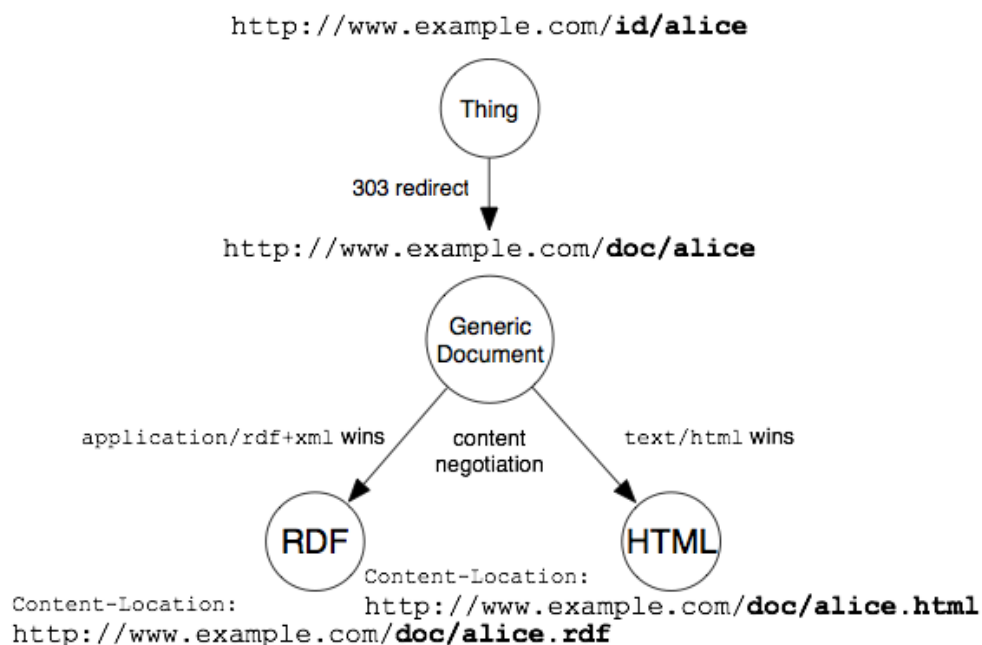 http://www.example.com/id/alice
Thing
303 redirect
http://www.example.com/doc/alice
Generic
Document
application/rdf+xml wins
content
negotiation
text/html wins
RDF
HTML
Content-Location:
http://www.example.com/doc/alice.html
Content-Location:
http://www.example.com/doc/alice.rdf